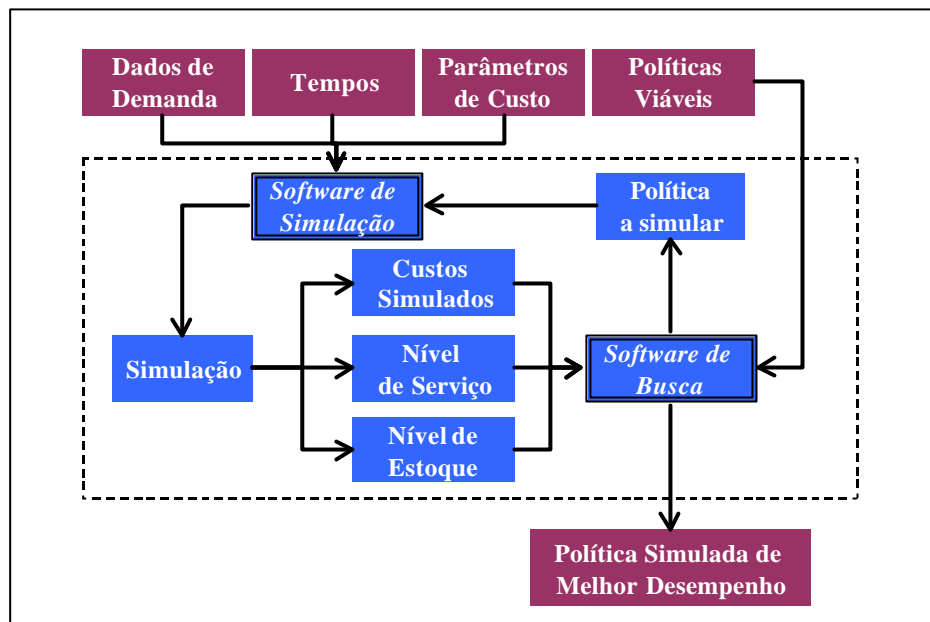 Dados de
Demanda
Tempos
Parâmetros
de Custo
Políticas
Viáveis
Software de
Simulação
Política
a simular
Custos
Simulados
Simulação
Nível
de Serviço
Software de
Busca
Nível de
Estoque
Política Simulada de
Melhor Desempenho